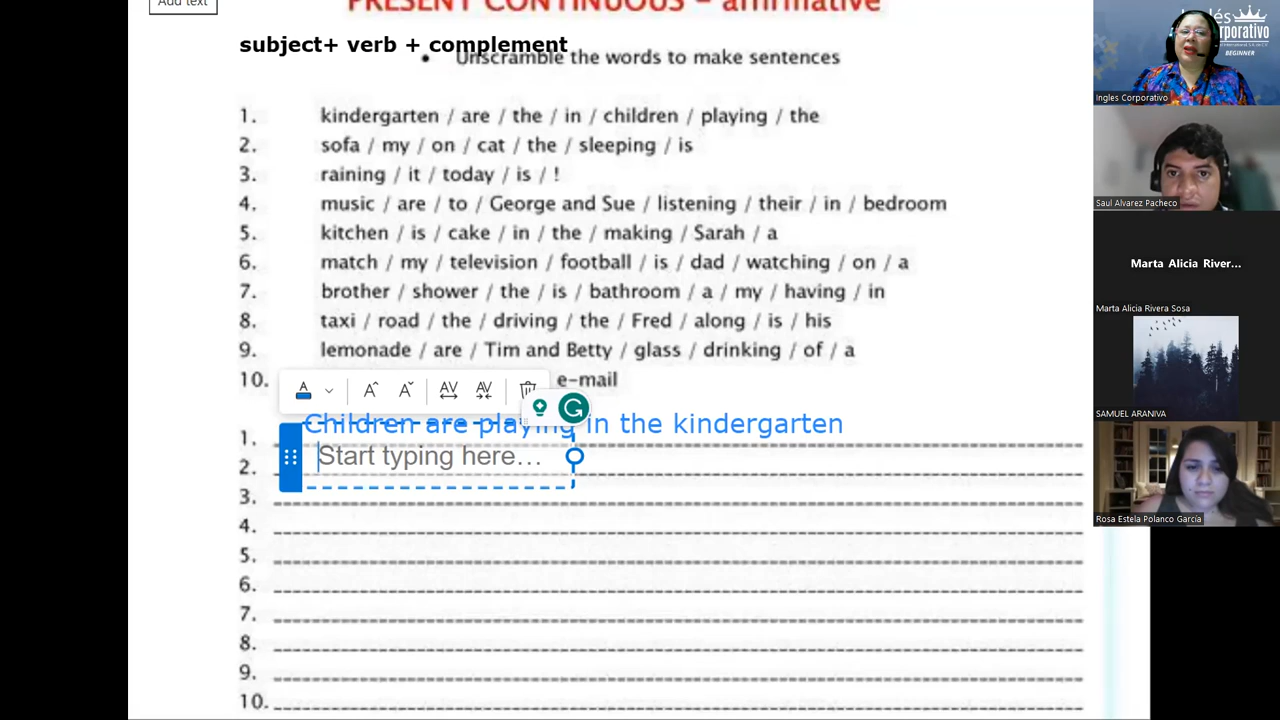 Add text
PRESENT CONTINUOUS - affirmative
subject+ verb + complement
• Unscramble the words to make sentences
1. kindergarten / are / the / in / children / playing / the
2. sofa / my / on / cat / the / sleeping / is
3. raining / it / today / is / !
4. music / are / to / George and Sue / listening / their / in / bedroom
5. kitchen / is / cake / in / the / making / Sarah / a
6. match / my / television / football / is / dad / watching / on / a
7. brother / shower / the / is / bathroom / a / my / having / in
8. taxi / road / the / driving / the / Fred / along / is / his
9. lemonade / are / Tim and Betty / glass / drinking / of / a
10. e-mail
Children are playing in the kindergarten
1.
Start typing here...
2.
3.
4.
5.
6.
7.
8.
9.
10.
Corporativo
BEGINNER
Ingles Corporativo
Saul Alvarez Pacheco
Marta Alicia River...
Marta Alicia Rivera Sosa
SAMUEL ARANIVA
Rosa Estela Polanco García